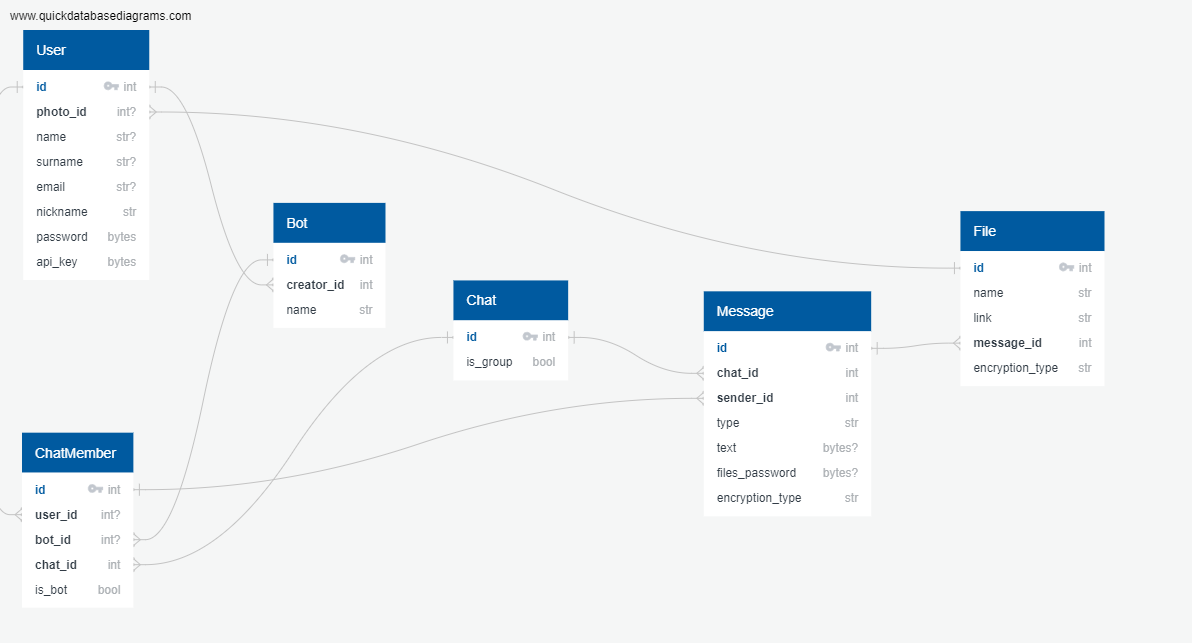 www.quickdatabasediagrams.com
User
id int
photo_id int?
name str?
surname str?
email str?
nickname str
password bytes
api_key bytes
Bot
id int
creator_id int
name str
Chat
id int
is_group bool
Message
id int
chat_id int
sender_id int
type str
text bytes?
files_password bytes?
encryption_type str
File
id int
name str
link str
message_id int
encryption_type str
ChatMember
id int
user_id int?
bot_id int?
chat_id int
is_bot bool